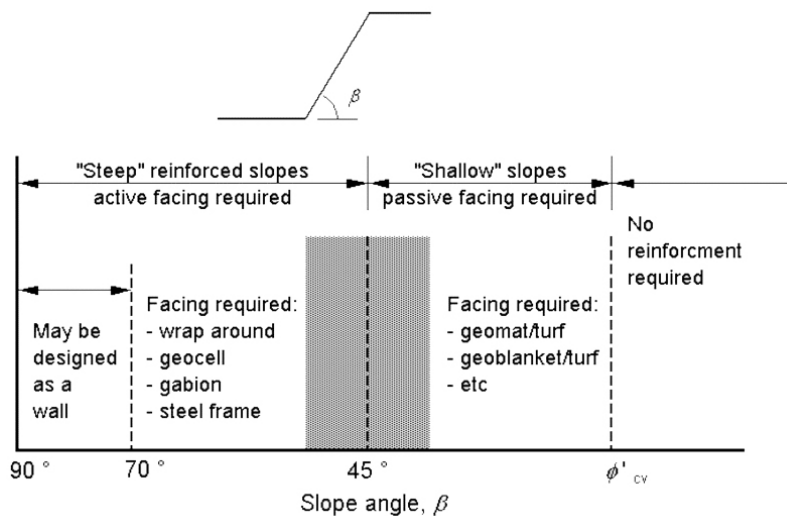 β
"Steep" reinforced slopes
active facing required
"Shallow" slopes
passive facing required
No
reinforcment
required
May be
designed
as a
wall
Facing required:
- wrap around
- geocell
- gabion
- steel frame
Facing required:
- geomat/turf
- geoblanket/turf
- etc
90 °
70 °
45 °
ϕ'cv
Slope angle, β